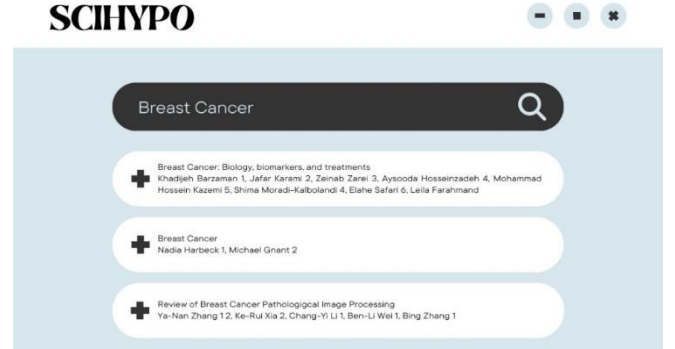 SCIHYPO
Breast Cancer
Breast Cancer: Biology, biomarkers, and treatments
Khadijeh Barzaman 1, Jafar Karami 2, Zeinab Zarei 3, Aysooda Hosseinzadeh 4, Mohammad
Hossein Kazemi 5, Shima Moradi-Kalbolandi 4, Elahe Safari 6, Leila Farahmand
Breast Cancer
Nadia Harbeck 1, Michael Gnant 2
Review of Breast Cancer Pathologigcal Image Processing
Ya-Nan Zhang 1 2, Ke-Rui Xia 2, Chang-Yi Li 1, Ben-Li Wei 1, Bing Zhang 1